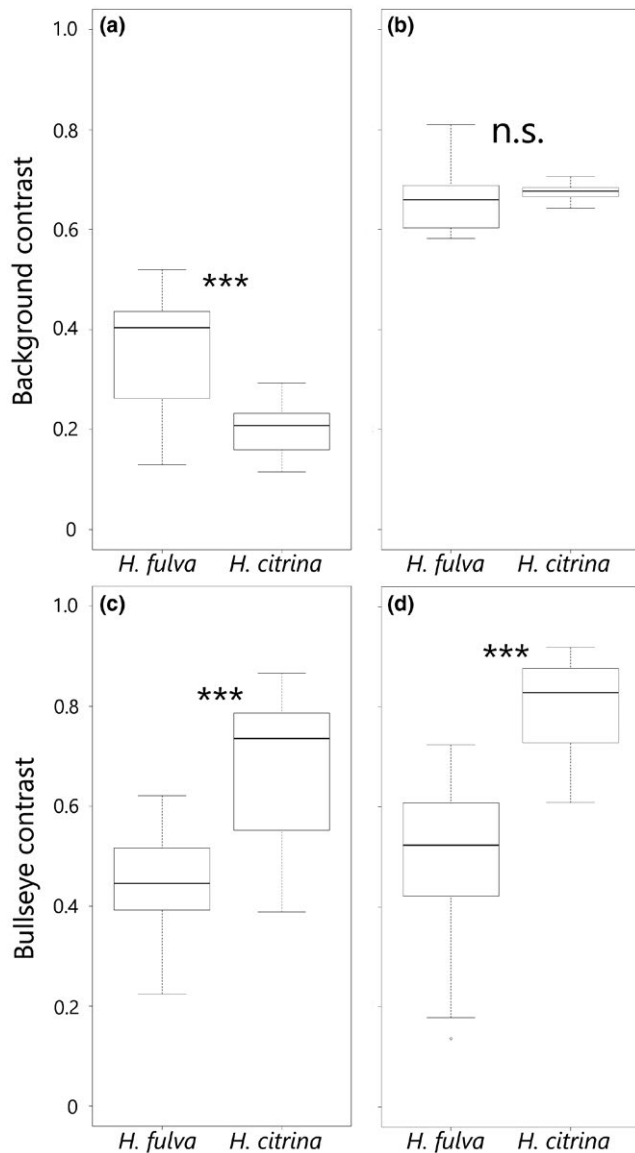 (a)
(b)
1.0
0.8
0.6
0.4
0.2
0
Background contrast
***
n.s.
H. fulva H. citrina
H. fulva H. citrina
(c)
(d)
1.0
0.8
0.6
0.4
0.2
0
Bullseye contrast
***
***
H. fulva H. citrina
H. fulva H. citrina